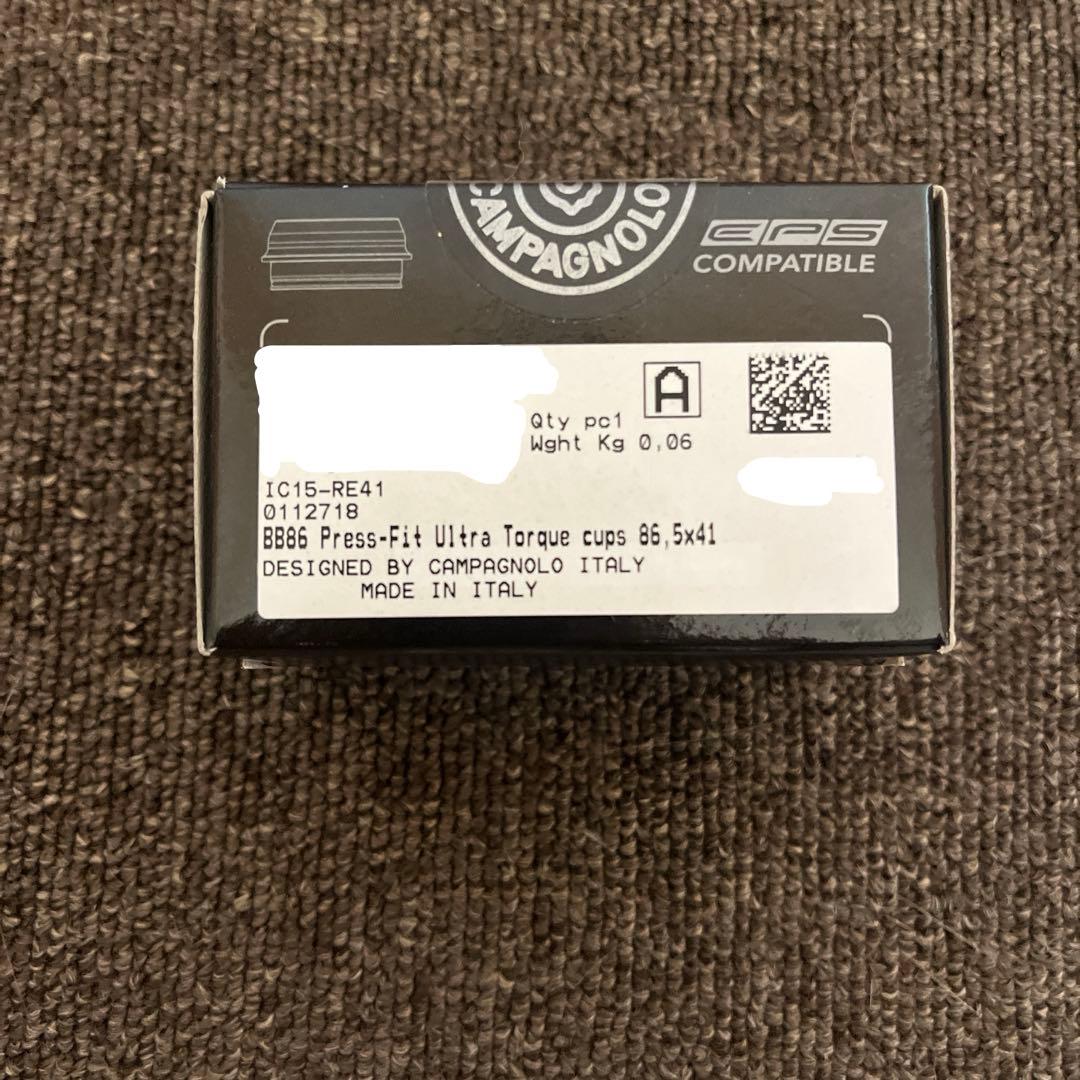 CAMPAGNOLO
EPS
COMPATIBLE
A
Qty pc1
Wght Kg 0,06
IC15-RE41
0112718
BB86 Press-Fit Ultra Torque cups 86,5x41
DESIGNED BY CAMPAGNOLO ITALY
MADE IN ITALY